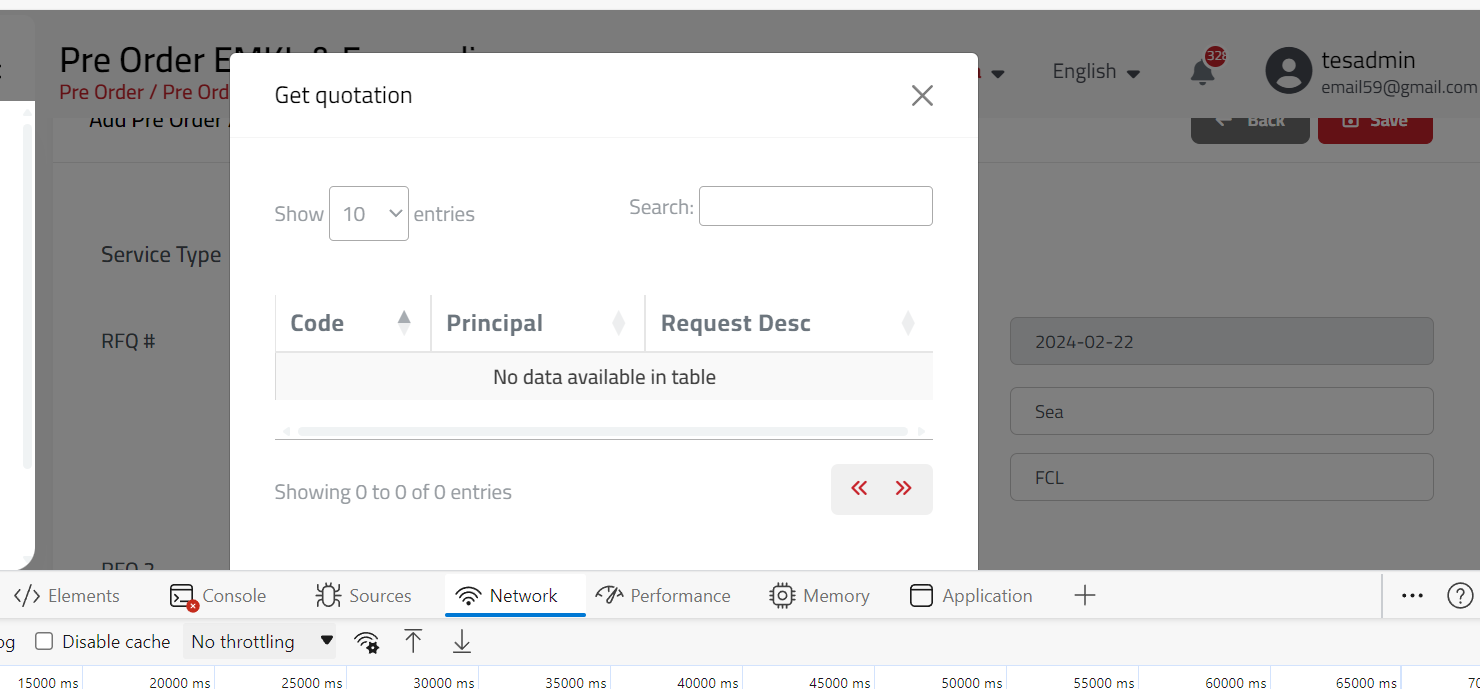 Pre Order EMKL & Forwarding
Pre Order / Pre Ord
English
328
tesadmin
email59@gmail.com
Add Pre Order
Back
Save
Get quotation
Show 10 entries
Search:
Service Type
Code
Principal
Request Desc
No data available in table
RFQ #
2024-02-22
Sea
FCL
Showing 0 to 0 of 0 entries
RFQ 2
Elements
Console
Sources
Network
Performance
Memory
Application
og
Disable cache
No throttling
15000 ms
20000 ms
25000 ms
30000 ms
35000 ms
40000 ms
45000 ms
50000 ms
55000 ms
60000 ms
65000 ms
70